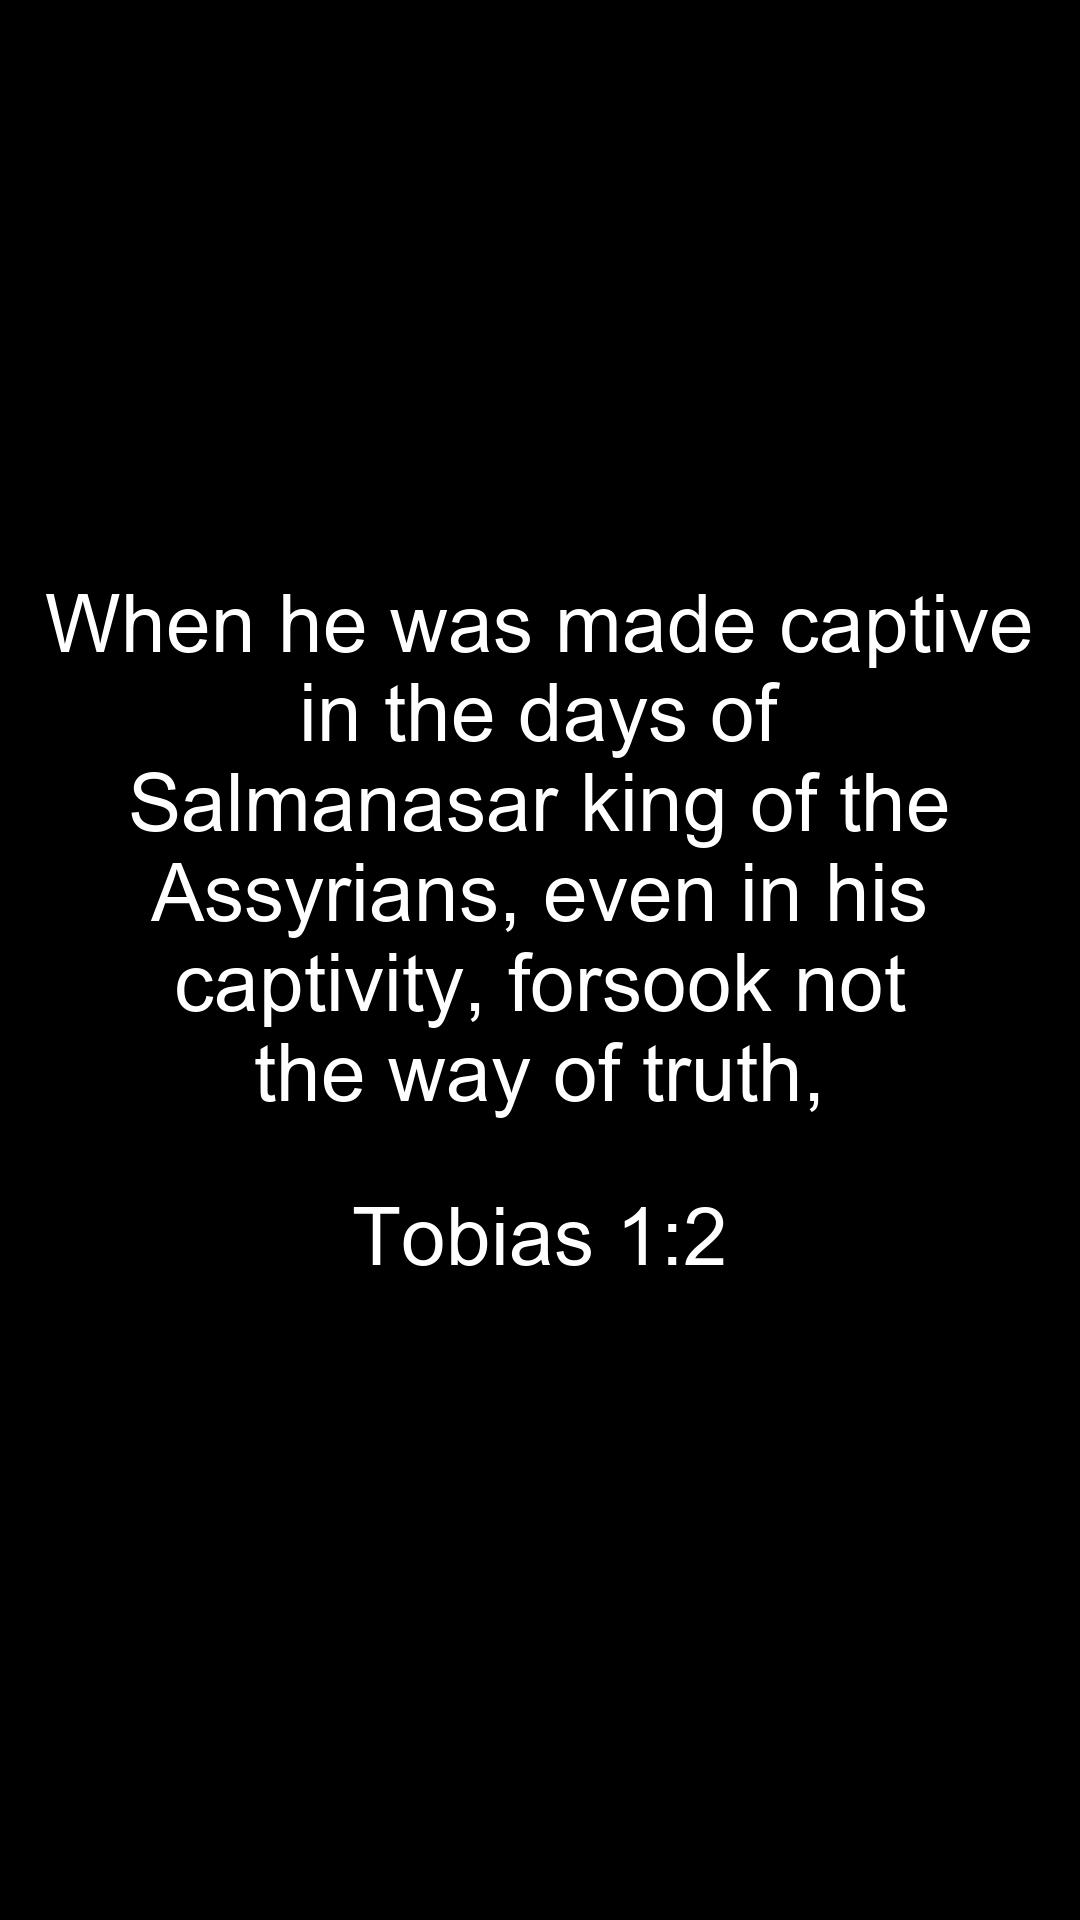 When he was made captive
in the days of
Salmanasar king of the
Assyrians, even in his
captivity, forsook not
the way of truth,
Tobias 1:2